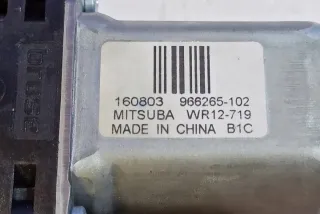 160803 966265-102
MITSUBA WR12-719
MADE IN CHINA B1C